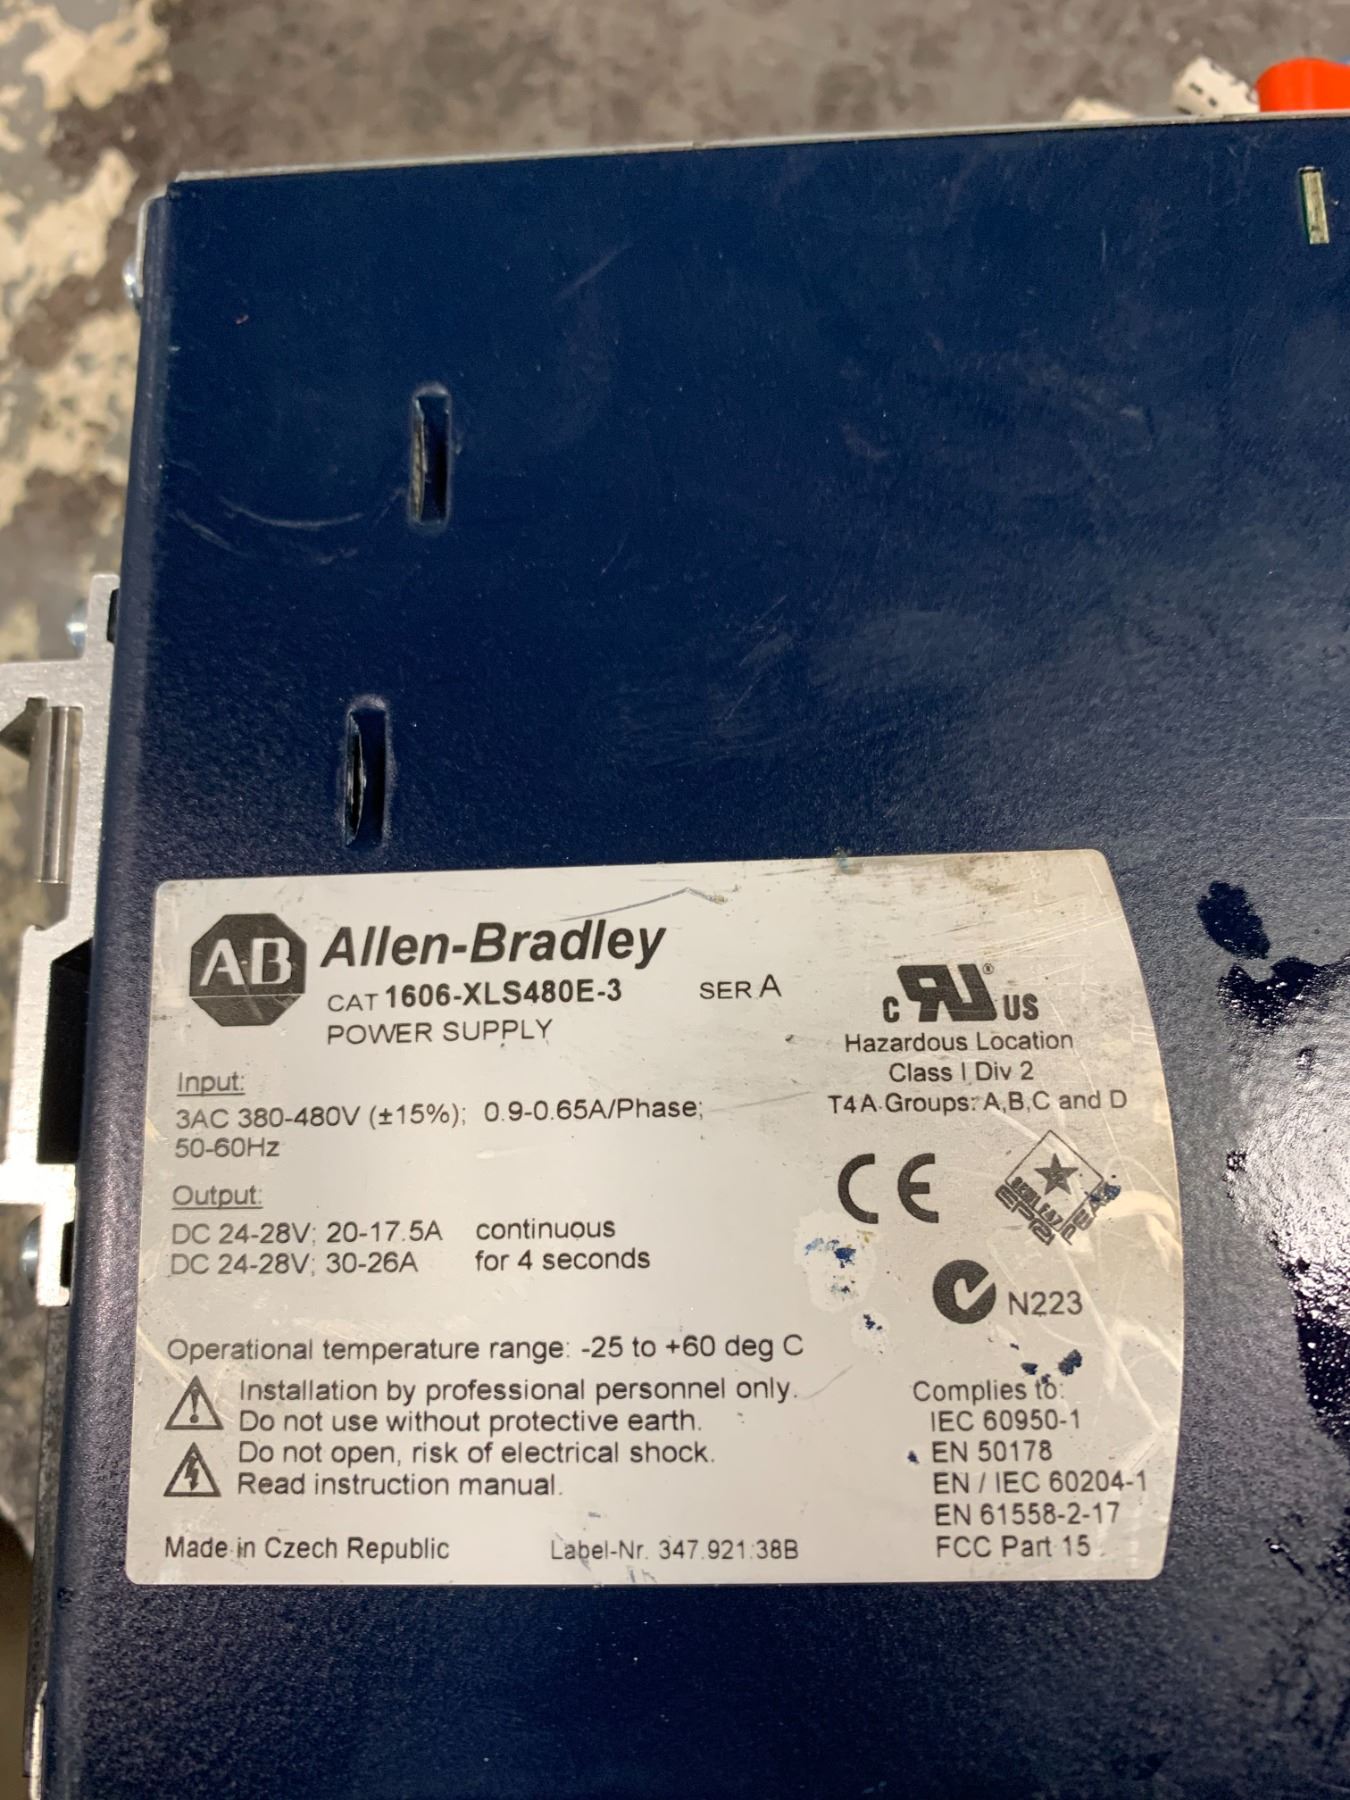 A-B Allen-Bradley
CAT 1606-XLS480E-3 SER A
POWER SUPPLY
Input:
3AC 380-480V (±15%); 0.9-0.65A/Phase;
50-60Hz
Output:
DC 24-28V; 20-17.5A continuous
DC 24-28V; 30-26A for 4 seconds
Operational temperature range: -25 to +60 deg C
Installation by professional personnel only.
Do not use without protective earth.
Do not open, risk of electrical shock.
Read instruction manual.
Made in Czech Republic
Label-Nr. 347.921.38B
C RU ® US
Hazardous Location
Class I Div 2
T4A Groups: A,B,C and D
CE
SEMI F47
N223
Complies to:
IEC 60950-1
EN 50178
EN / IEC 60204-1
EN 61558-2-17
FCC Part 15